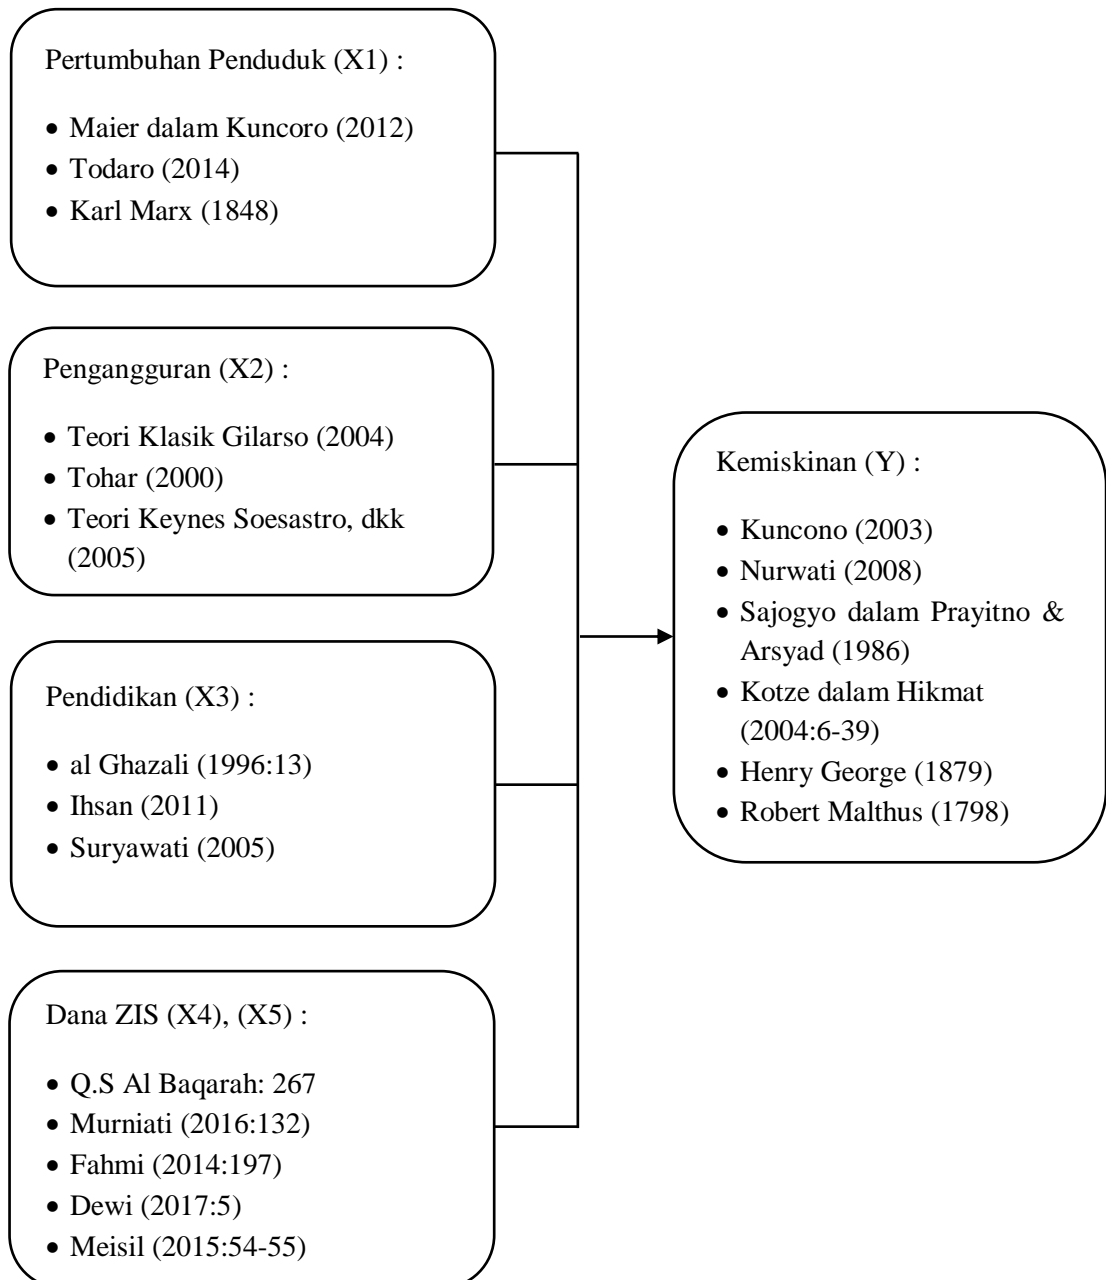 Pertumbuhan Penduduk (X1) :
• Maier dalam Kuncoro (2012)
• Todaro (2014)
• Karl Marx (1848)
Pengangguran (X2) :
• Teori Klasik Gilarso (2004)
• Tohar (2000)
• Teori Keynes Soesastro, dkk
(2005)
Pendidikan (X3) :
• al Ghazali (1996:13)
• Ihsan (2011)
• Suryawati (2005)
Dana ZIS (X4), (X5) :
• Q.S Al Baqarah: 267
• Murniati (2016:132)
• Fahmi (2014:197)
• Dewi (2017:5)
• Meisil (2015:54-55)
Kemiskinan (Y) :
• Kuncono (2003)
• Nurwati (2008)
• Sajogyo dalam Prayitno &
Arsyad (1986)
• Kotze dalam Hikmat
(2004:6-39)
• Henry George (1879)
• Robert Malthus (1798)